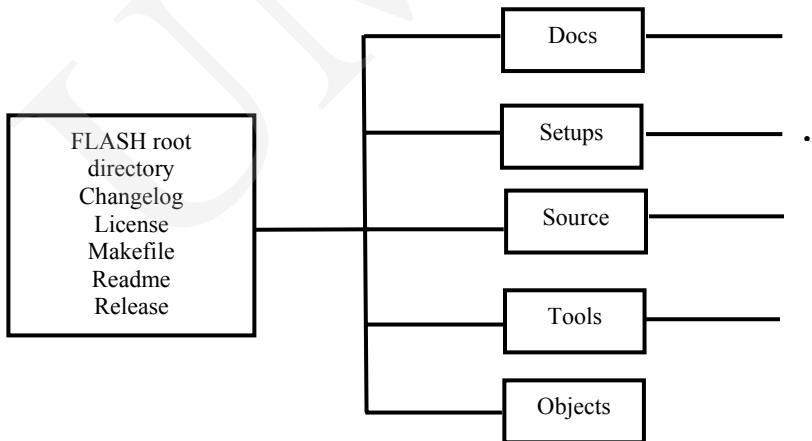 FLASH root
directory
Changelog
License
Makefile
Readme
Release
Docs
Setups
.
Source
Tools
Objects